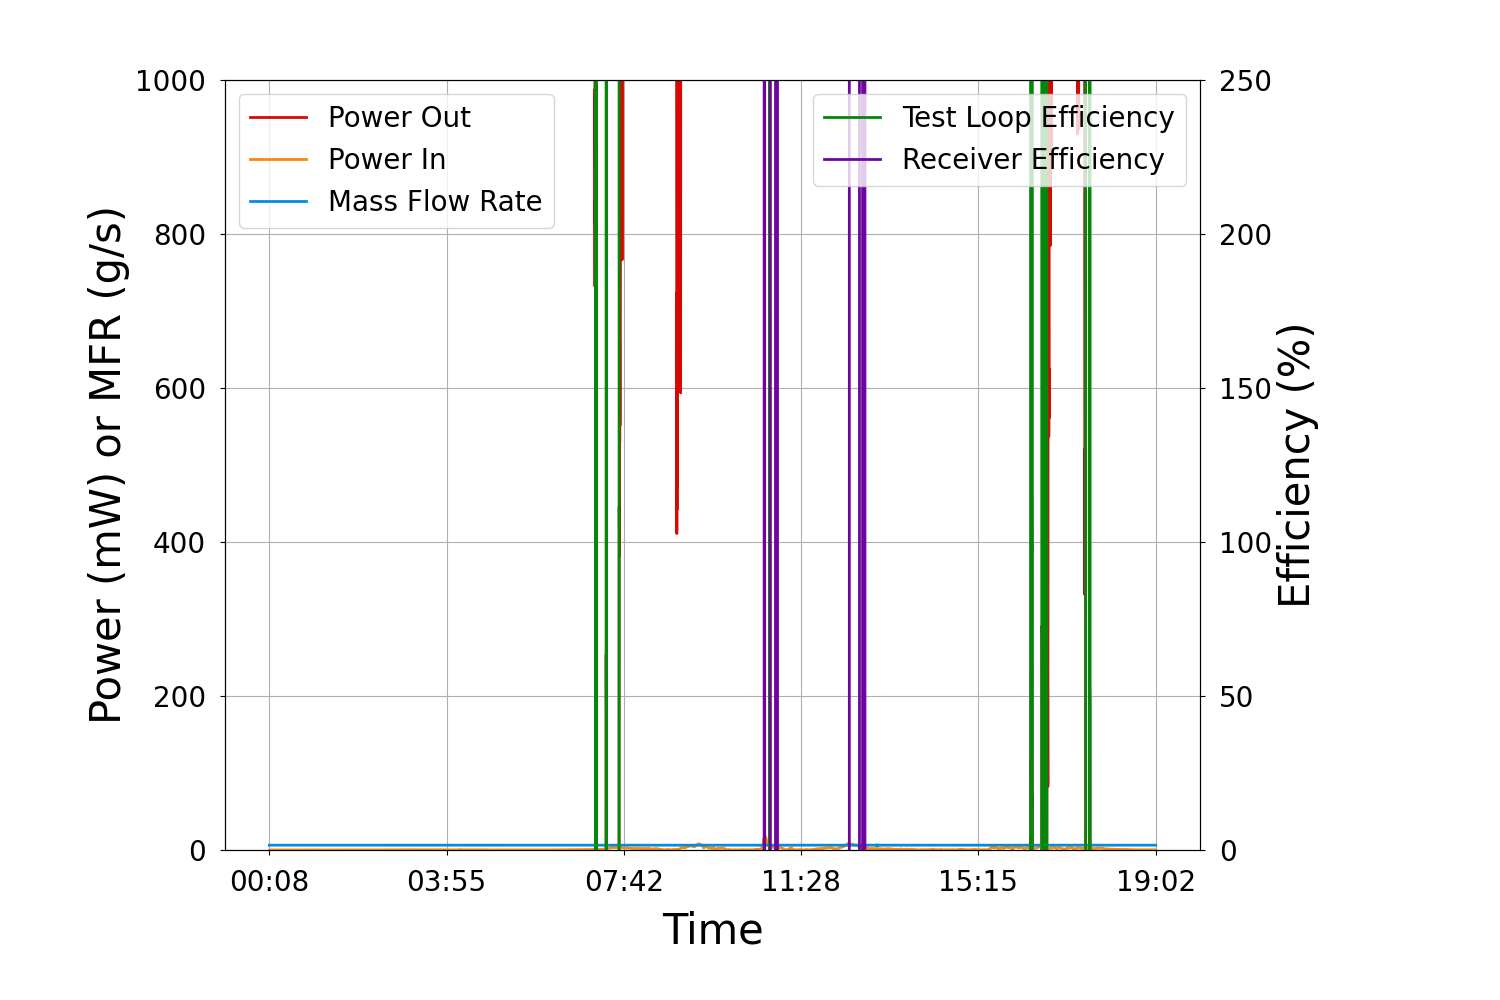 1000
800
600
400
200
0
Power (mW) or MFR (g/s)
Power Out
Power In
Mass Flow Rate
Test Loop Efficiency
Receiver Efficiency
250
200
150
100
50
0
Efficiency (%)
00:08 03:55 07:42 11:28 15:15 19:02
Time